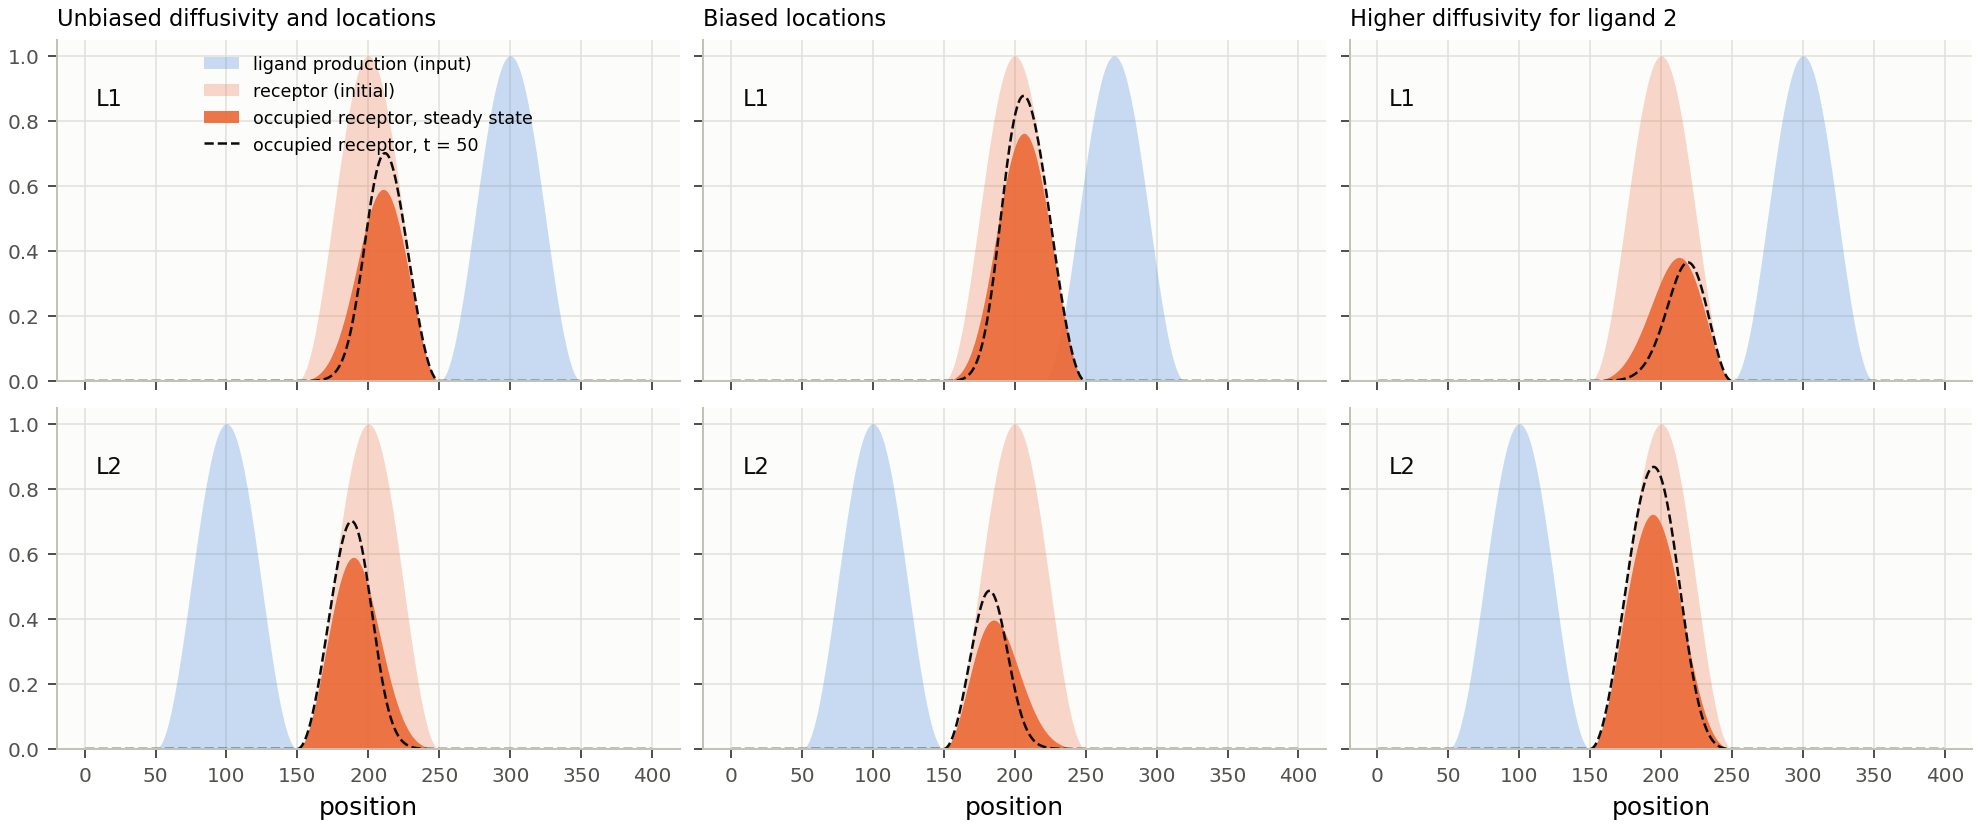 Unbiased diffusivity and locations
Biased locations
Higher diffusivity for ligand 2
1.0
0.8
0.6
0.4
0.2
0.0
L1
ligand production (input)
receptor (initial)
occupied receptor, steady state
occupied receptor, t = 50
L1
L1
1.0
0.8
0.6
0.4
0.2
0.0
L2
L2
L2
0 50 100 150 200 250 300 350 400
0 50 100 150 200 250 300 350 400
0 50 100 150 200 250 300 350 400
position
position
position